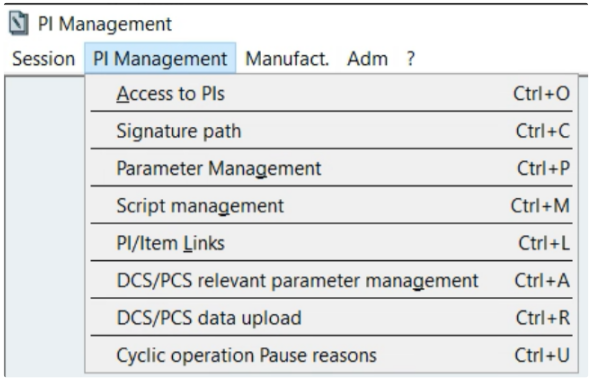 PI Management
Session PI Management Manufact. Adm ?
Access to PIs Ctrl+O
Signature path Ctrl+C
Parameter Management Ctrl+P
Script management Ctrl+M
PI/Item Links Ctrl+L
DCS/PCS relevant parameter management Ctrl+A
DCS/PCS data upload Ctrl+R
Cyclic operation Pause reasons Ctrl+U